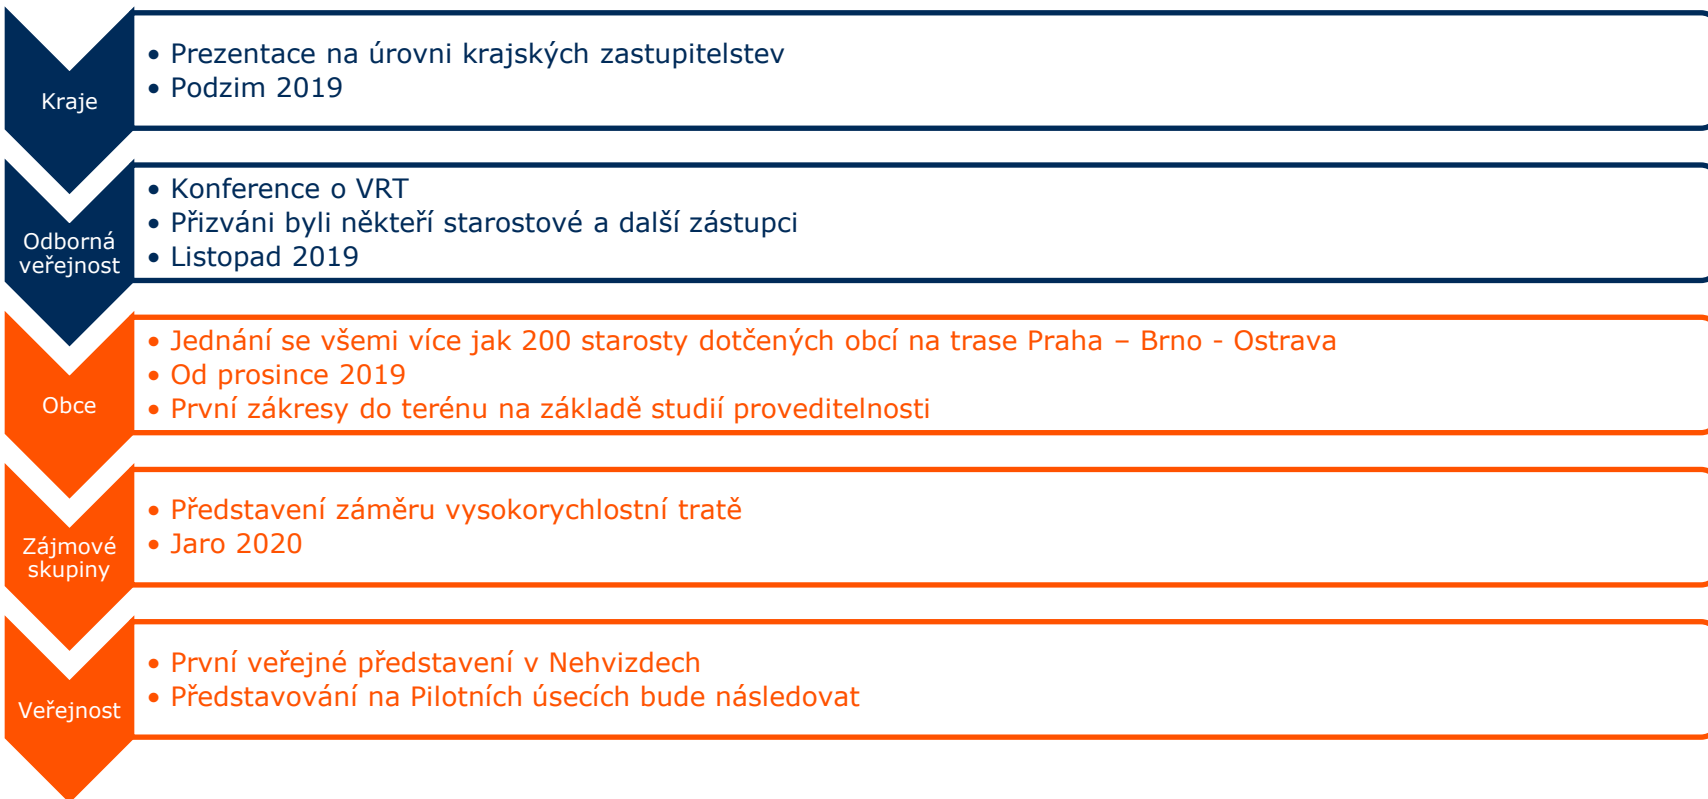 Kraje
• Prezentace na úrovni krajských zastupitelstev
• Podzim 2019
Odborná
veřejnost
• Konference o VRT
• Přizváni byli někteří starostové a další zástupci
• Listopad 2019
Obce
• Jednání se všemi více jak 200 starosty dotčených obcí na trase Praha – Brno - Ostrava
• Od prosince 2019
• První zákresy do terénu na základě studií proveditelnosti
Zájmové
skupiny
• Představení záměru vysokorychlostní tratě
• Jaro 2020
Veřejnost
• První veřejné představení v Nehvizdech
• Představování na Pilotních úsecích bude následovat